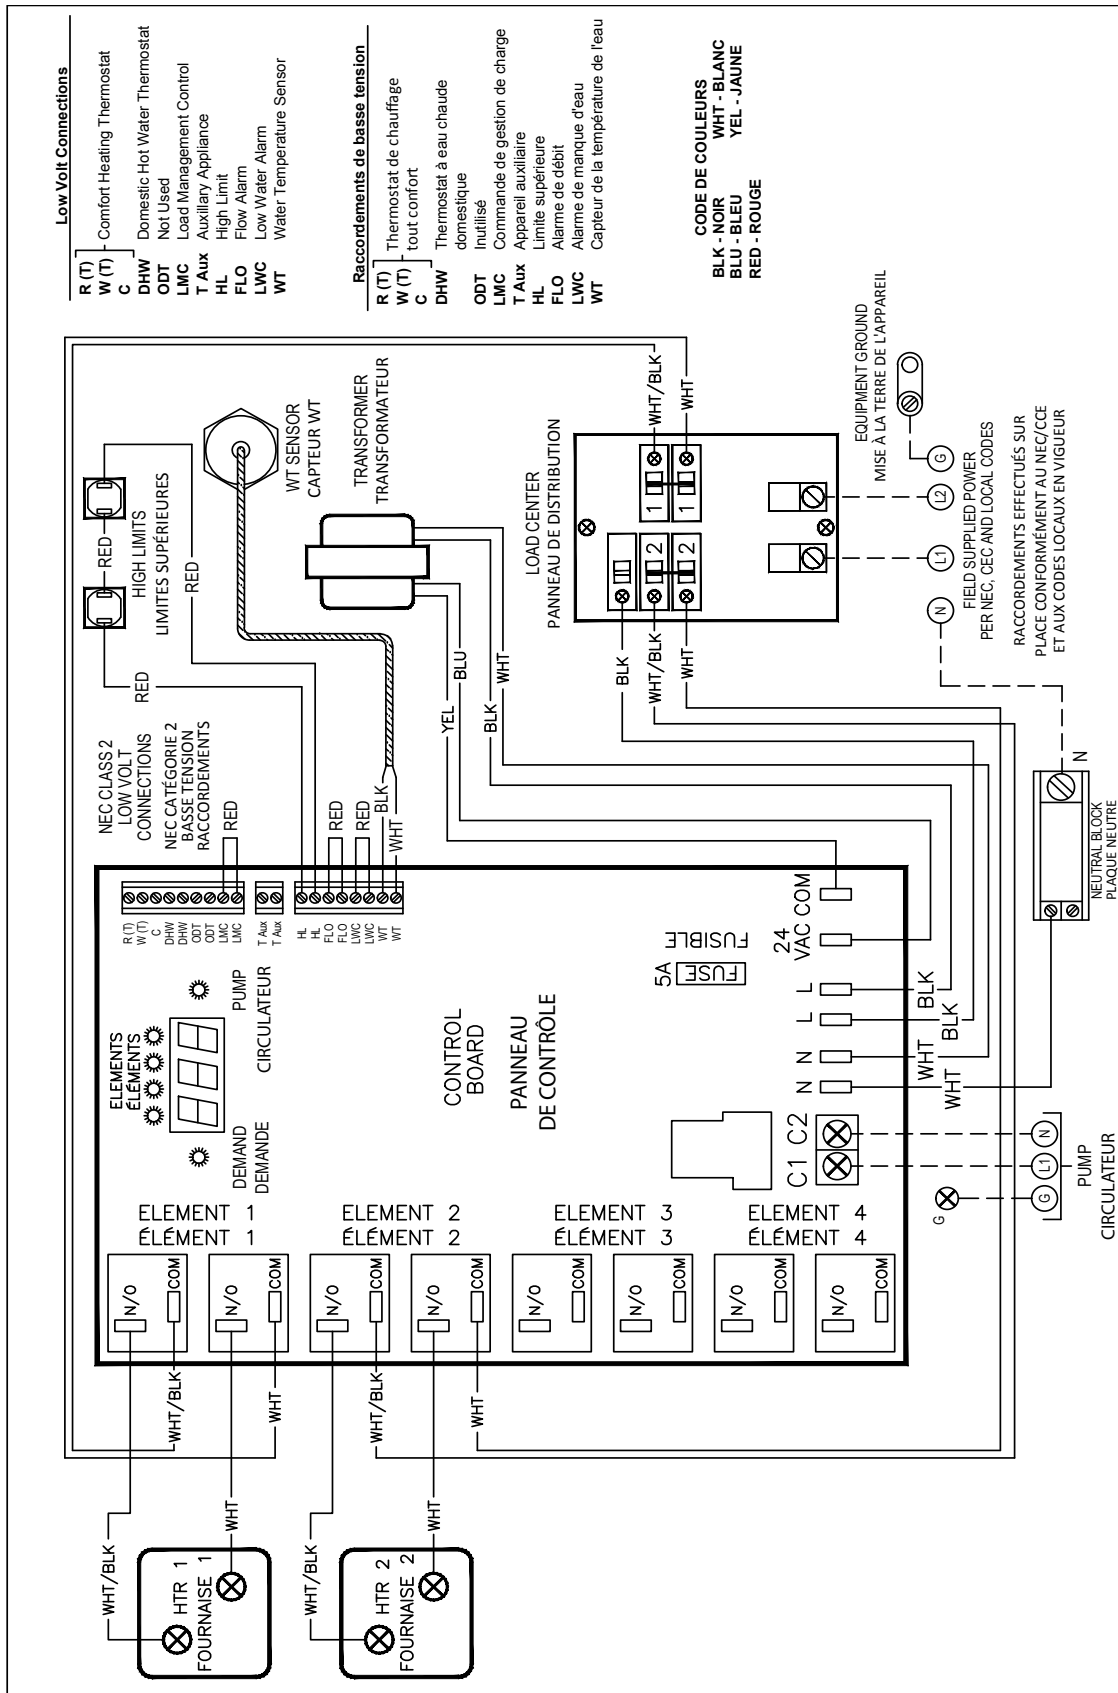 Low Volt Connections
R (T)
W (T)
C
Comfort Heating Thermostat
DHW Domestic Hot Water Thermostat
ODT Not Used
LMC Load Management Control
T Aux Auxillary Appliance
HL High Limit
FLO Flow Alarm
LWC Low Water Alarm
WT Water Temperature Sensor
Raccordements de basse tension
R (T)
W (T)
C
Thermostat de chauffage
tout confort
DHW Thermostat à eau chaude
domestique
ODT Inutilisé
LMC Commande de gestion de charge
T Aux Appareil auxiliaire
HL Limite supérieure
FLO Alarme de débit
LWC Alarme de manque d'eau
WT Capteur de la température de l'eau
CODE DE COULEURS
BLK - NOIR WHT - BLANC
BLU - BLEU YEL - JAUNE
RED - ROUGE
RED
HIGH LIMITS
LIMITES SUPÉRIEURES
RED
RED
WT SENSOR
CAPTEUR WT
TRANSFORMER
TRANSFORMATEUR
NEC CLASS 2
LOW VOLT
CONNECTIONS
NEC CATÉGORIE 2
BASSE TENSION
RACCORDEMENTS
RED
RED
RED
BLK
WHT
YEL
BLU
BLK
WHT
LOAD CENTER
PANNEAU DE DISTRIBUTION
WHT/BLK
WHT
1
1
2
2
BLK
WHT/BLK
WHT
EQUIPMENT GROUND
MISE À LA TERRE DE L'APPAREIL
N
L1
L2
G
FIELD SUPPLIED POWER
PER NEC, CEC AND LOCAL CODES
RACCORDEMENTS EFFECTUÉS SUR
PLACE CONFORMÉMENT AU NEC/CCE
ET AUX CODES LOCAUX EN VIGUEUR
N
NEUTRAL BLOCK
PLAQUE NEUTRE
R (T)
W (T)
C
DHW
DHW
ODT
ODT
LMC
LMC
T Aux
T Aux
HL
HL
FLO
FLO
LWC
LWC
WT
WT
ELEMENTS
ÉLÉMENTS
DEMAND
DEMANDE
PUMP
CIRCULATEUR
CONTROL
BOARD
PANNEAU
DE CONTRÔLE
5A
FUSE
FUSIBLE
24
VAC COM
L
L
N
N
C1 C2
BLK
BLK
WHT
WHT
G
G
L1
N
PUMP
CIRCULATEUR
ELEMENT 1
ÉLÉMENT 1
ELEMENT 2
ÉLÉMENT 2
ELEMENT 3
ÉLÉMENT 3
ELEMENT 4
ÉLÉMENT 4
N/O
COM
N/O
COM
N/O
COM
N/O
COM
N/O
COM
N/O
COM
N/O
COM
N/O
COM
WHT/BLK
WHT
WHT/BLK
WHT
WHT/BLK
WHT
WHT/BLK
WHT
HTR 1
FOURNAISE 1
HTR 2
FOURNAISE 2